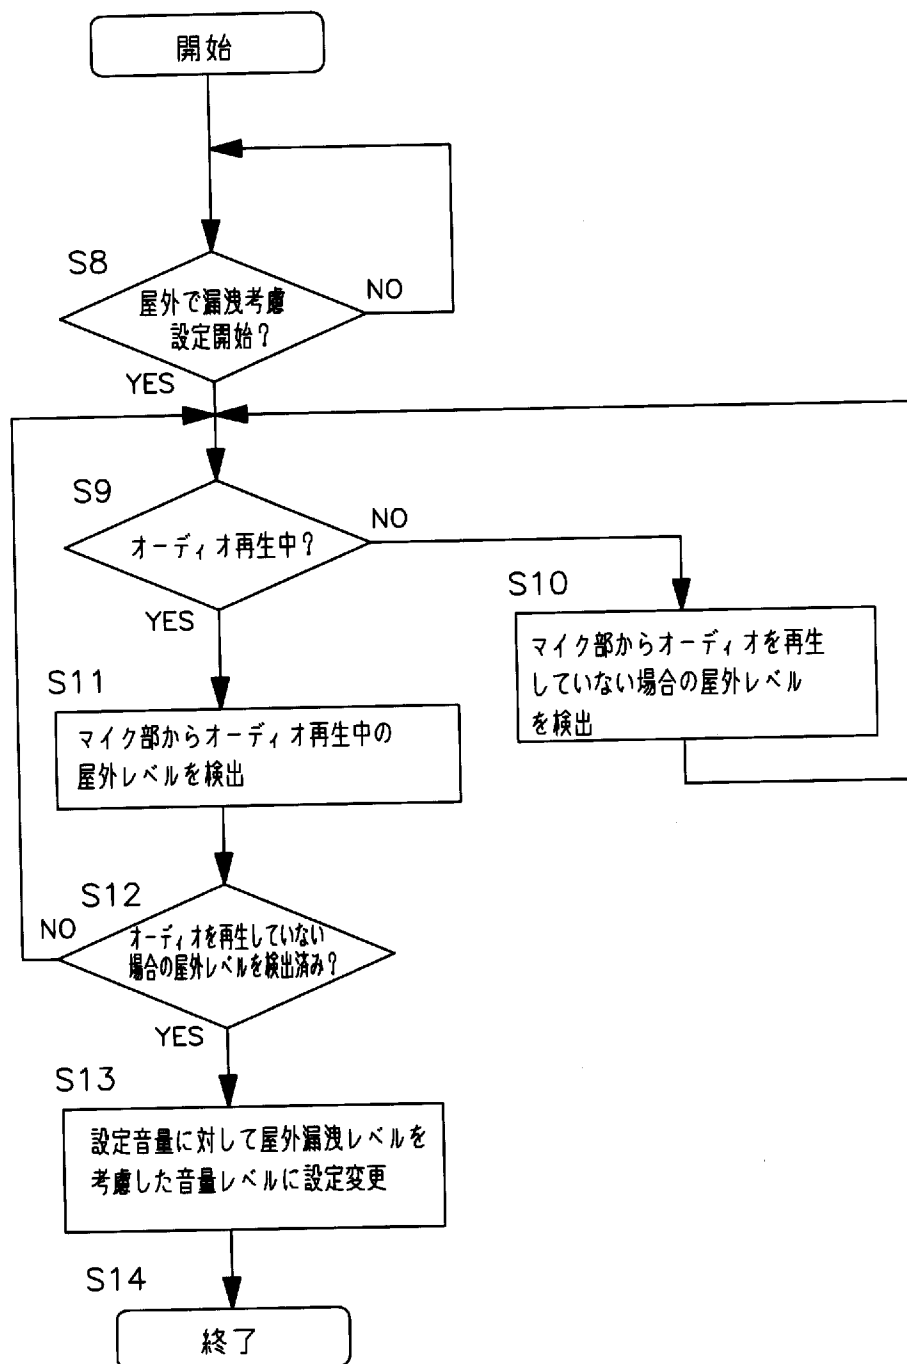 開始
S8
屋外で漏洩考慮
設定開始?
NO
YES
S9
オーディオ再生中?
NO
YES
S10
マイク部からオーディオを再生
していない場合の屋外レベル
を検出
S11
マイク部からオーディオ再生中の
屋外レベルを検出
S12
オーディオを再生していない
場合の屋外レベルを検出済み?
NO
YES
S13
設定音量に対して屋外漏洩レベルを
考慮した音量レベルに設定変更
S14
終了